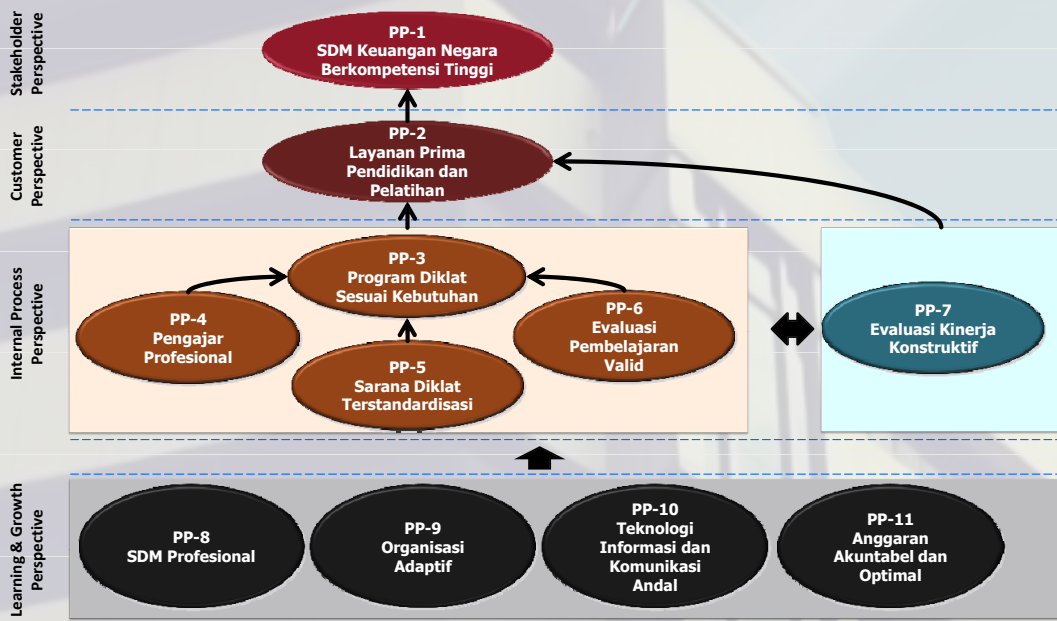 Stakeholder
Perspective
PP-1
SDM Keuangan Negara
Berkompetensi Tinggi
Customer
Perspective
PP-2
Layanan Prima
Pendidikan dan
Pelatihan
Internal Process
Perspective
PP-3
Program Diklat
Sesuai Kebutuhan
PP-4
Pengajar
Profesional
PP-5
Sarana Diklat
Terstandardisasi
PP-6
Evaluasi
Pembelajaran
Valid
PP-7
Evaluasi Kinerja
Konstruktif
Learning & Growth
Perspective
PP-8
SDM Profesional
PP-9
Organisasi
Adaptif
PP-10
Teknologi
Informasi dan
Komunikasi
Andal
PP-11
Anggaran
Akuntabel dan
Optimal